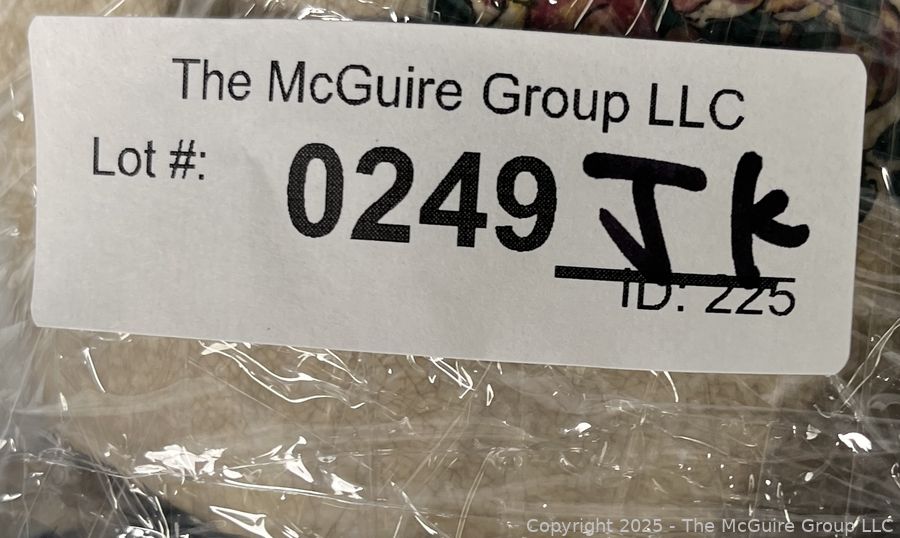 The McGuire Group LLC
Lot #: 0249 JK
ID: 225
Copyright 2025 - The McGuire Group LLC